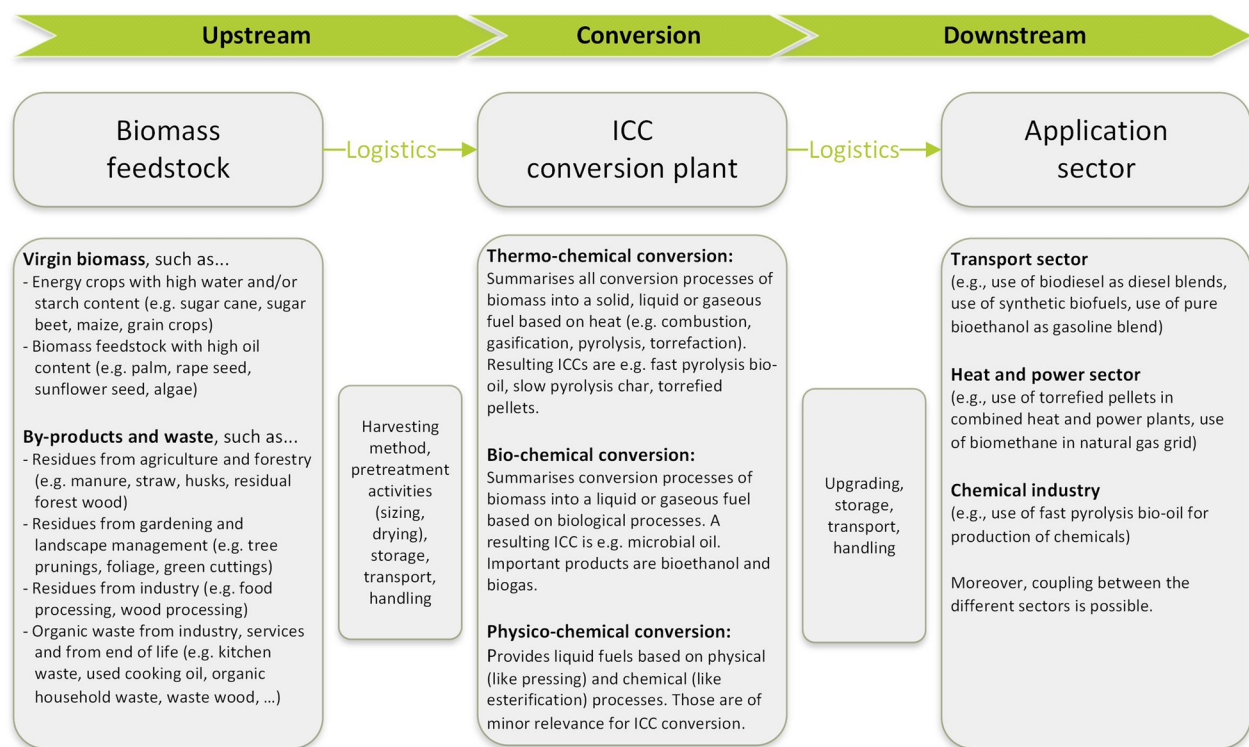 Upstream
Conversion
Downstream
Biomass
feedstock
Logistics
ICC
conversion plant
Logistics
Application
sector
Virgin biomass, such as...
- Energy crops with high water and/or
starch content (e.g. sugar cane, sugar
beet, maize, grain crops)
- Biomass feedstock with high oil
content (e.g. palm, rape seed,
sunflower seed, algae)
By-products and waste, such as...
- Residues from agriculture and forestry
(e.g. manure, straw, husks, residual
forest wood)
- Residues from gardening and
landscape management (e.g. tree
prunings, foliage, green cuttings)
- Residues from industry (e.g. food
processing, wood processing)
- Organic waste from industry, services
and from end of life (e.g. kitchen
waste, used cooking oil, organic
household waste, waste wood, ...)
Harvesting
method,
pretreatment
activities
(sizing,
drying),
storage,
transport,
handling
Thermo-chemical conversion:
Summarises all conversion processes of
biomass into a solid, liquid or gaseous
fuel based on heat (e.g. combustion,
gasification, pyrolysis, torrefaction).
Resulting ICCs are e.g. fast pyrolysis bio-
oil, slow pyrolysis char, torrefied
pellets.
Bio-chemical conversion:
Summarises conversion processes of
biomass into a liquid or gaseous fuel
based on biological processes. A
resulting ICC is e.g. microbial oil.
Important products are bioethanol and
biogas.
Physico-chemical conversion:
Provides liquid fuels based on physical
(like pressing) and chemical (like
esterification) processes. Those are of
minor relevance for ICC conversion.
Upgrading,
storage,
transport,
handling
Transport sector
(e.g., use of biodiesel as diesel blends,
use of synthetic biofuels, use of pure
bioethanol as gasoline blend)
Heat and power sector
(e.g., use of torrefied pellets in
combined heat and power plants, use
of biomethane in natural gas grid)
Chemical industry
(e.g., use of fast pyrolysis bio-oil for
production of chemicals)
Moreover, coupling between the
different sectors is possible.